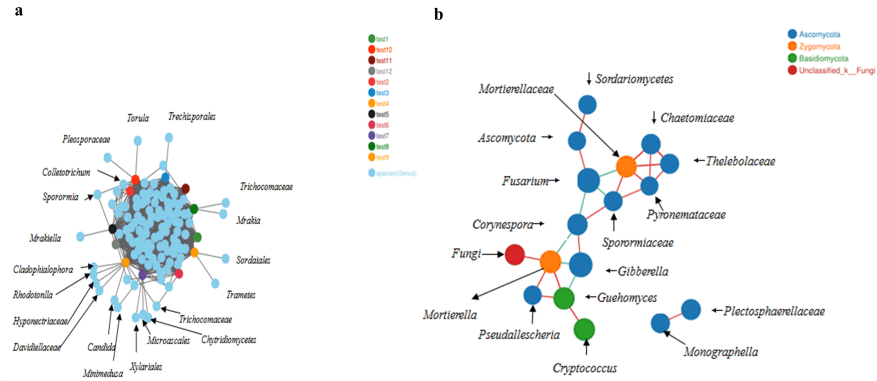 a
test1
test10
test11
test12
test2
test3
test4
test5
test6
test7
test8
test9
species(Genus)
Torula
Trechisporales
Pleosporaceae
Colletotrichum
Sporormia
Mrakiella
Cladophialophora
Rhodotonlla
Hyponectriaceae
Davidiellaceae
Candida
Minimedusa
Xylariales
Microascales
Chytridiomycetes
Trichocomaceae
Trametes
Sordaiales
Mrakia
Trichocomaceae
b
Ascomycota
Zygomycota
Basidiomycota
Unclassified_k__Fungi
Sordariomycetes
Mortierellaceae
Chaetomiaceae
Ascomycota
Thelebolaceae
Fusarium
Pyronemataceae
Corynespora
Sporormiaceae
Fungi
Gibberella
Guehomyces
Mortierella
Plectosphaerellaceae
Pseudallescheria
Monographella
Cryptococcus